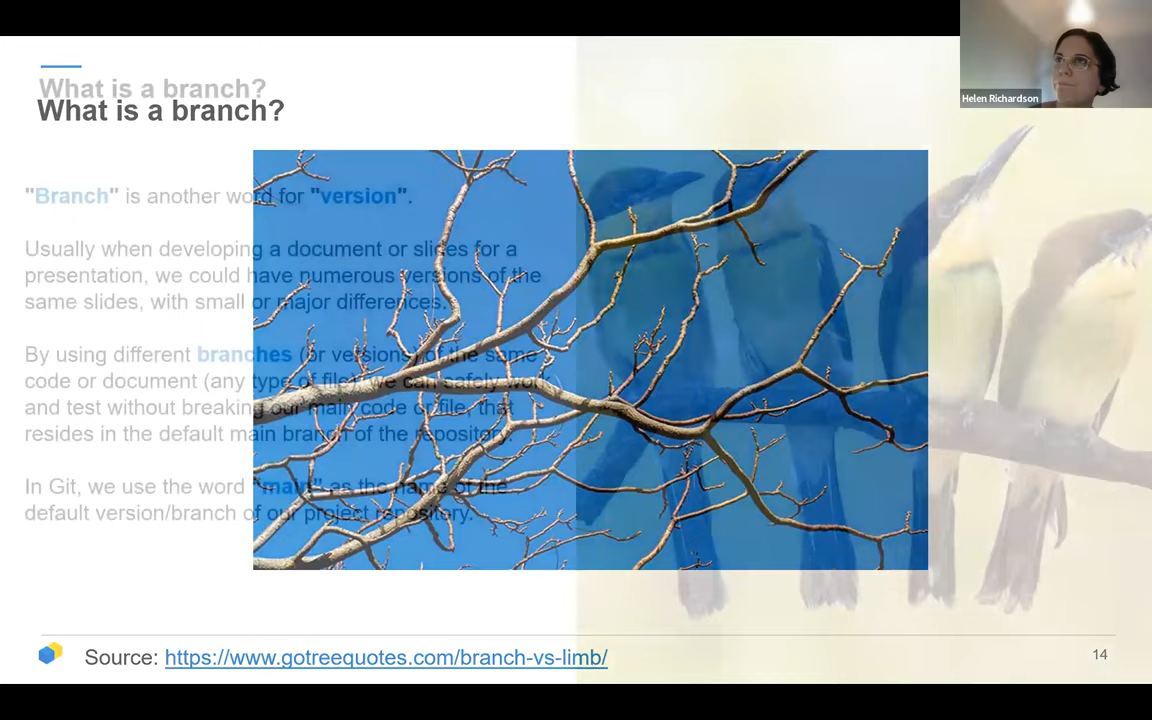 What is a branch?
What is a branch?
Helen Richardson
"Branch" is another word for "version".
Usually when developing a document or slides for a
presentation, we could have numerous versions of the
same slides, with small or major differences.
By using different branches (or versions) of the same
code or document (any type of file) we can safely work
and test without breaking our main code or file, that
resides in the default main branch of the repository.
In Git, we use the word "main" as the name of the
default version/branch of our project repository.
Source: https://www.gotreequotes.com/branch-vs-limb/
14